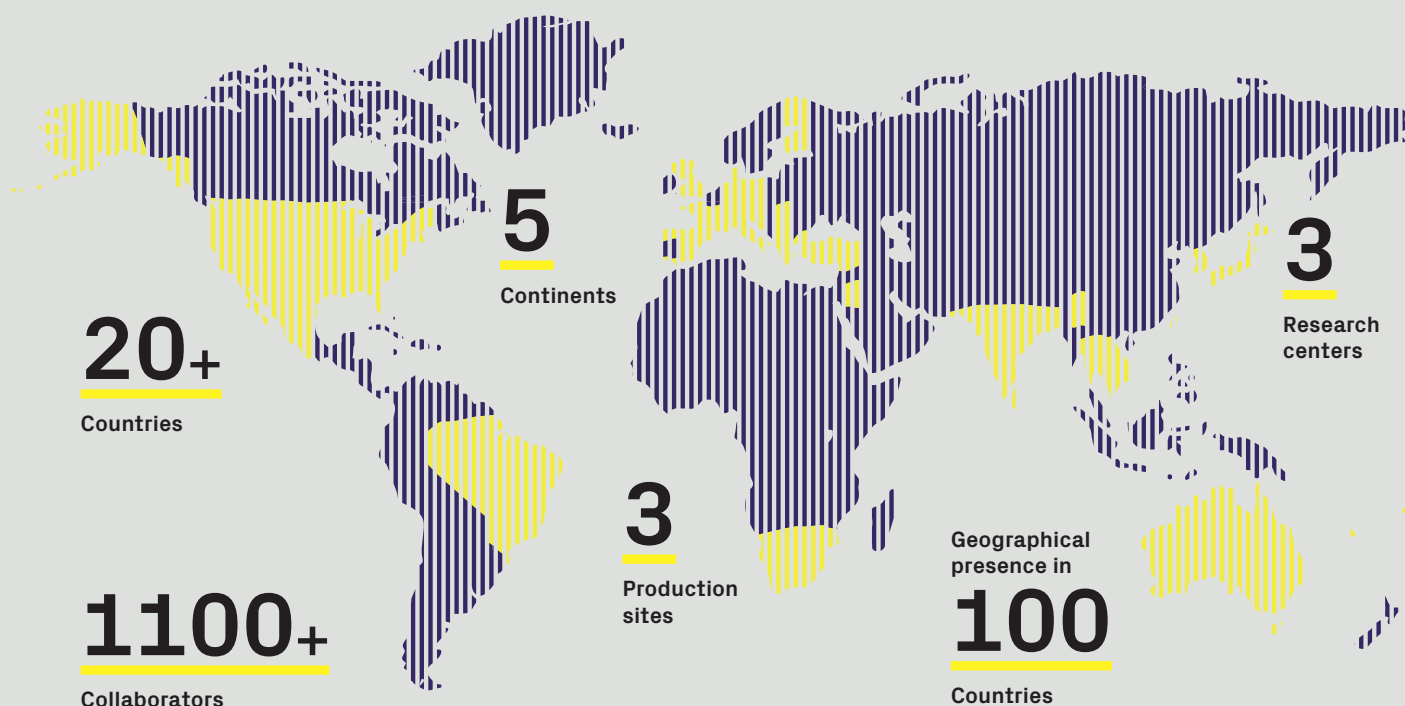 5
Continents
3
Research
centers
20+
Countries
3
Production
sites
Geographical
presence in
100
Countries
1100+
Collaborators